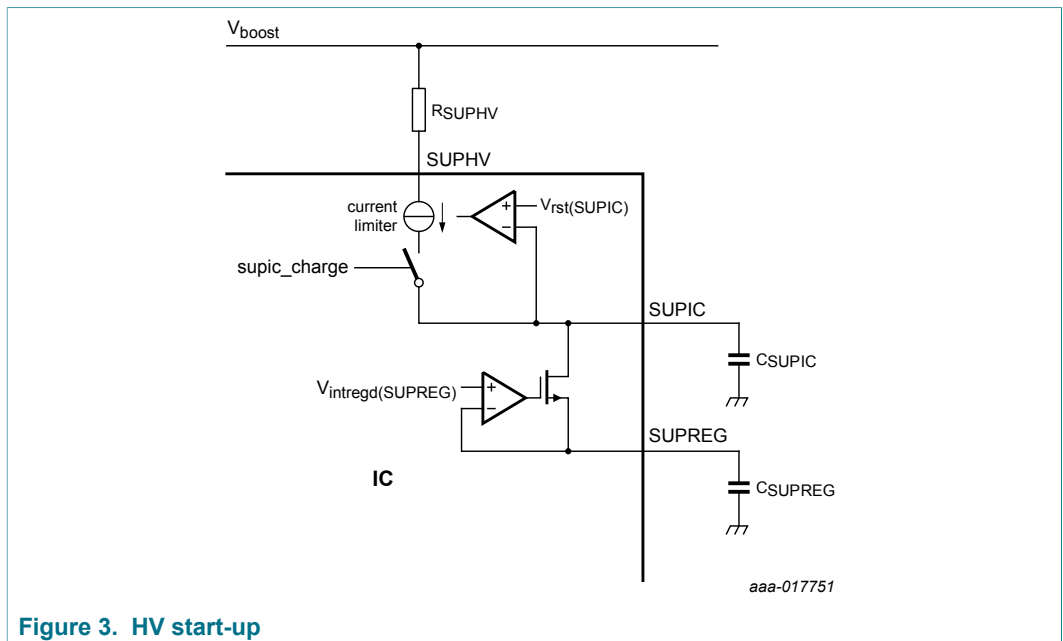 Vboost
RSUPHV
SUPHV
current
limiter
+
−
Vrst(SUPIC)
supic_charge
SUPIC
CSUPIC
Vintregd(SUPREG)
+
−
SUPREG
CSUPREG
IC
aaa-017751
Figure 3. HV start-up